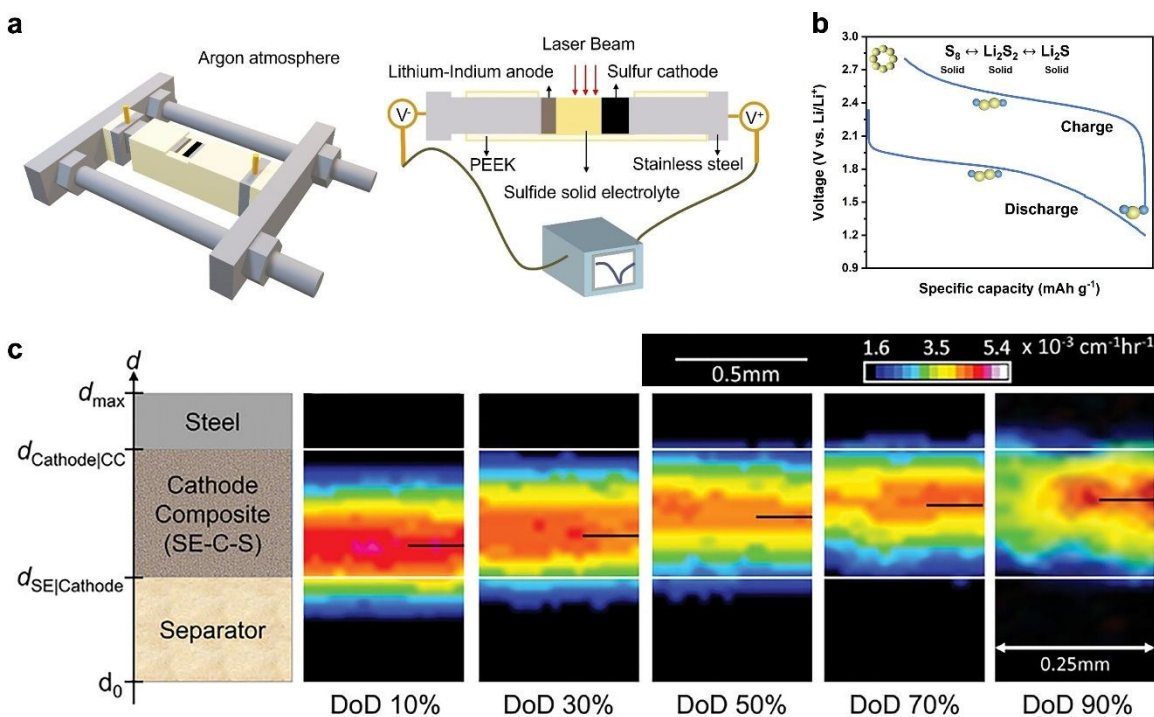 a
Argon atmosphere
Laser Beam
Lithium-Indium anode
Sulfur cathode
V-
V+
PEEK
Stainless steel
Sulfide solid electrolyte
b
S8 ↔ Li2S2 ↔ Li2S
Solid Solid Solid
3.0
2.7
2.4
2.1
1.8
1.5
1.2
0.9
Voltage (V vs. Li/Li+)
Charge
Discharge
Specific capacity (mAh g-1)
c
0.5mm
1.6 3.5 5.4 x 10-3 cm-1hr-1
d
dmax
dCathode|CC
dSE|Cathode
d0
Steel
Cathode
Composite
(SE-C-S)
Separator
0.25mm
DoD 10% DoD 30% DoD 50% DoD 70% DoD 90%